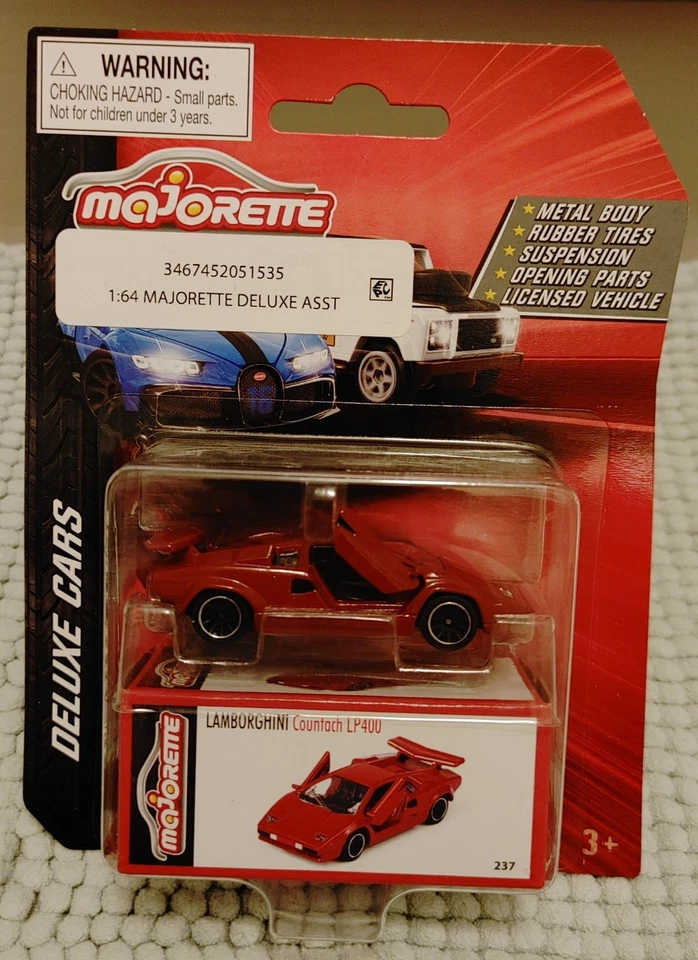 WARNING:
CHOKING HAZARD - Small parts.
Not for children under 3 years.
MAJORETTE
3467452051535
1:64 MAJORETTE DELUXE ASST
METAL BODY
RUBBER TIRES
SUSPENSION
OPENING PARTS
LICENSED VEHICLE
DELUXE CARS
MAJORETTE
LAMBORGHINI Countach LP400
237
3+